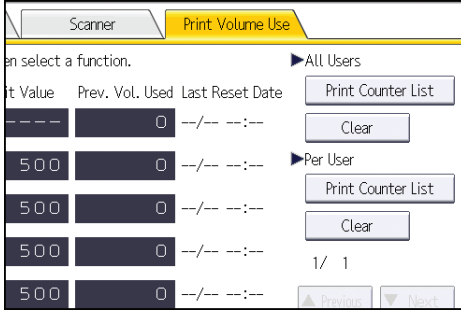 Scanner Print Volume Use
en select a function.
it Value Prev. Vol. Used Last Reset Date
---- 0 --/-- --:--
500 0 --/-- --:--
500 0 --/-- --:--
500 0 --/-- --:--
500 0 --/-- --:--
▶All Users
Print Counter List
Clear
▶Per User
Print Counter List
Clear
1/ 1
▲ Previous ▼ Next